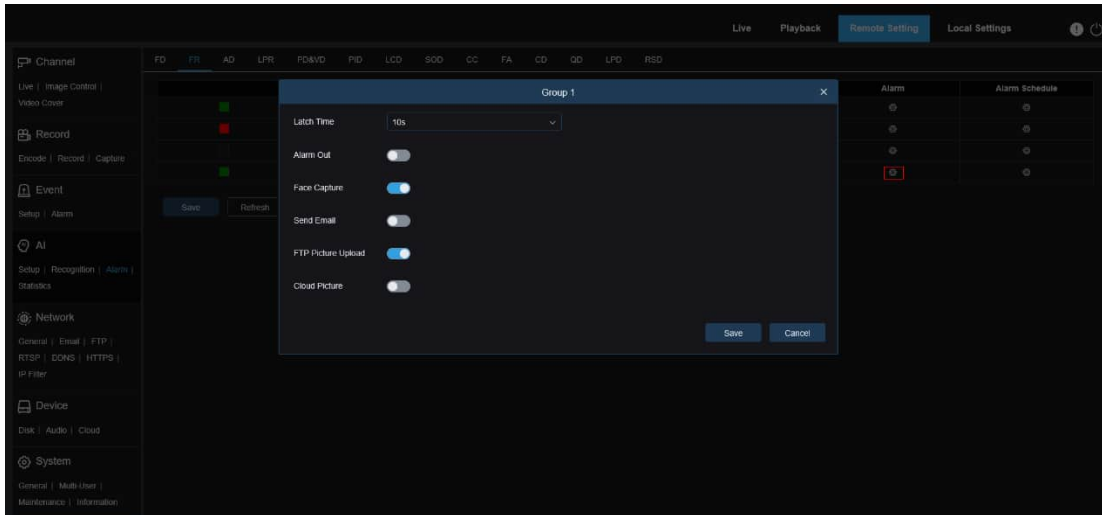 Live Playback Remote Setting Local Settings
Channel
Live | Image Control |
Video Cover
Record
Encode | Record | Capture
Event
Setup | Alarm
AI
Setup | Recognition | Alarm |
Statistics
Network
General | Email | FTP |
RTSP | DDNS | HTTPS |
IP Filter
Device
Disk | Audio | Cloud
System
General | Multi-User |
Maintenance | Information
FD FR AD LPR PD&VD PID LCD SOD CC FA CD QD LPD RSD
Alarm Alarm Schedule
Save Refresh
Group 1
Latch Time 10s
Alarm Out
Face Capture
Send Email
FTP Picture Upload
Cloud Picture
Save Cancel